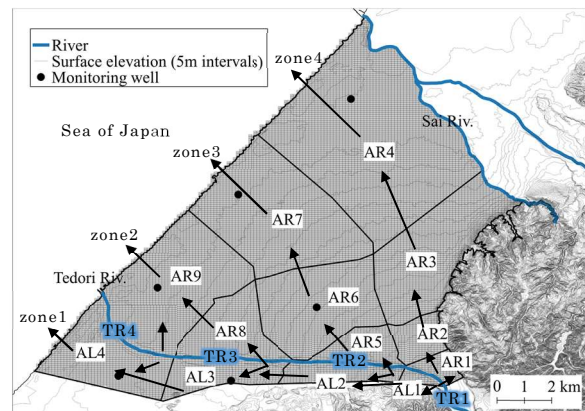 River
Surface elevation (5m intervals)
Monitoring well
zone4
Sea of Japan
Sai Riv.
AR4
zone3
AR7
zone2
AR3
Tedori Riv.
AR9
AR6
zone1
TR4
AR8
AR5
AR2
AL4
TR3
TR2
AR1
AL3
AL2
AL1
TR1
0 1 2 km